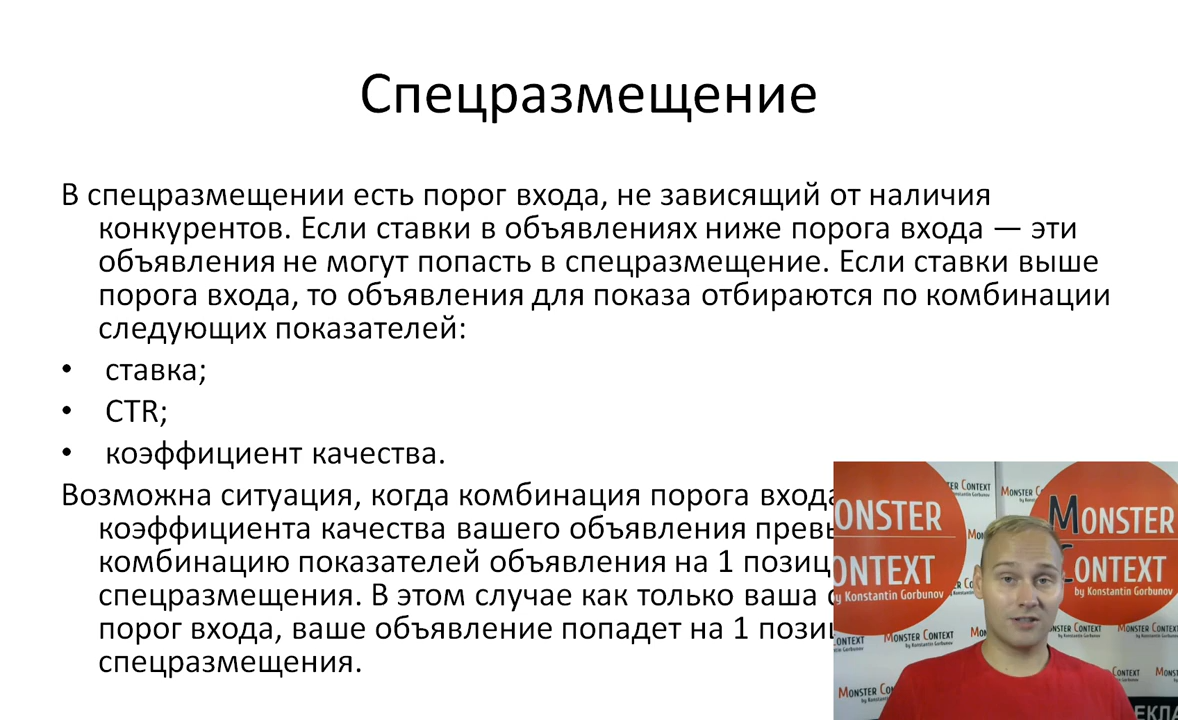 Спецразмещение
В спецразмещении есть порог входа, не зависящий от наличия
конкурентов. Если ставки в объявлениях ниже порога входа — эти
объявления не могут попасть в спецразмещение. Если ставки выше
порога входа, то объявления для показа отбираются по комбинации
следующих показателей:
• ставка;
• CTR;
• коэффициент качества.
Возможна ситуация, когда комбинация порога входа
коэффициента качества вашего объявления
комбинацию показателей объявления на 1
спецразмещения. В этом случае как только ваша
порог входа, ваше объявление попадет на 1
спецразмещения.
MONSTER
CONTEXT
by Konstantin Gorbunov
MONSTER CONTEXT
by Konstantin Gorbunov